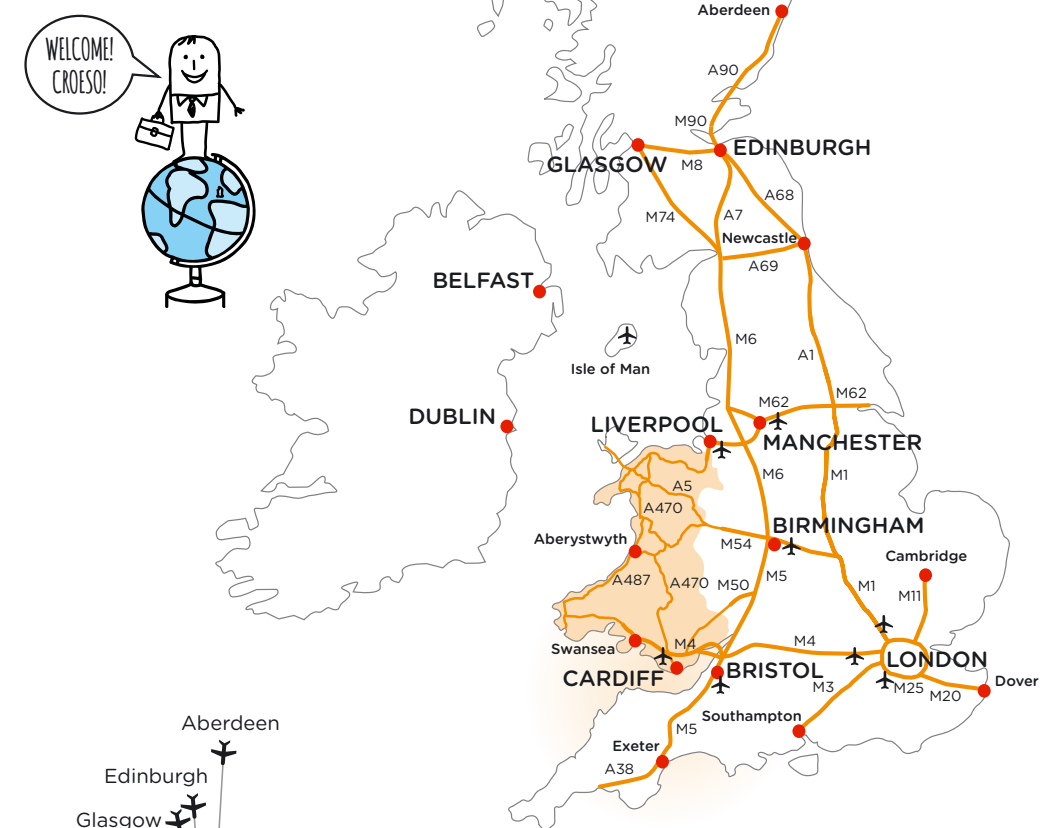 WELCOME!
CROESO!
Aberdeen
A90
M90
EDINBURGH
GLASGOW
M8
A68
M74
A7
Newcastle
A69
BELFAST
M6
A1
Isle of Man
M62
M62
DUBLIN
LIVERPOOL
MANCHESTER
M6
M1
A5
A470
BIRMINGHAM
Aberystwyth
M54
Cambridge
A487
A470
M50
M5
M1
M11
Swansea
M4
M4
LONDON
CARDIFF
BRISTOL
M3
M25
M20
Dover
Southampton
M5
Exeter
A38
Aberdeen
Edinburgh
Glasgow